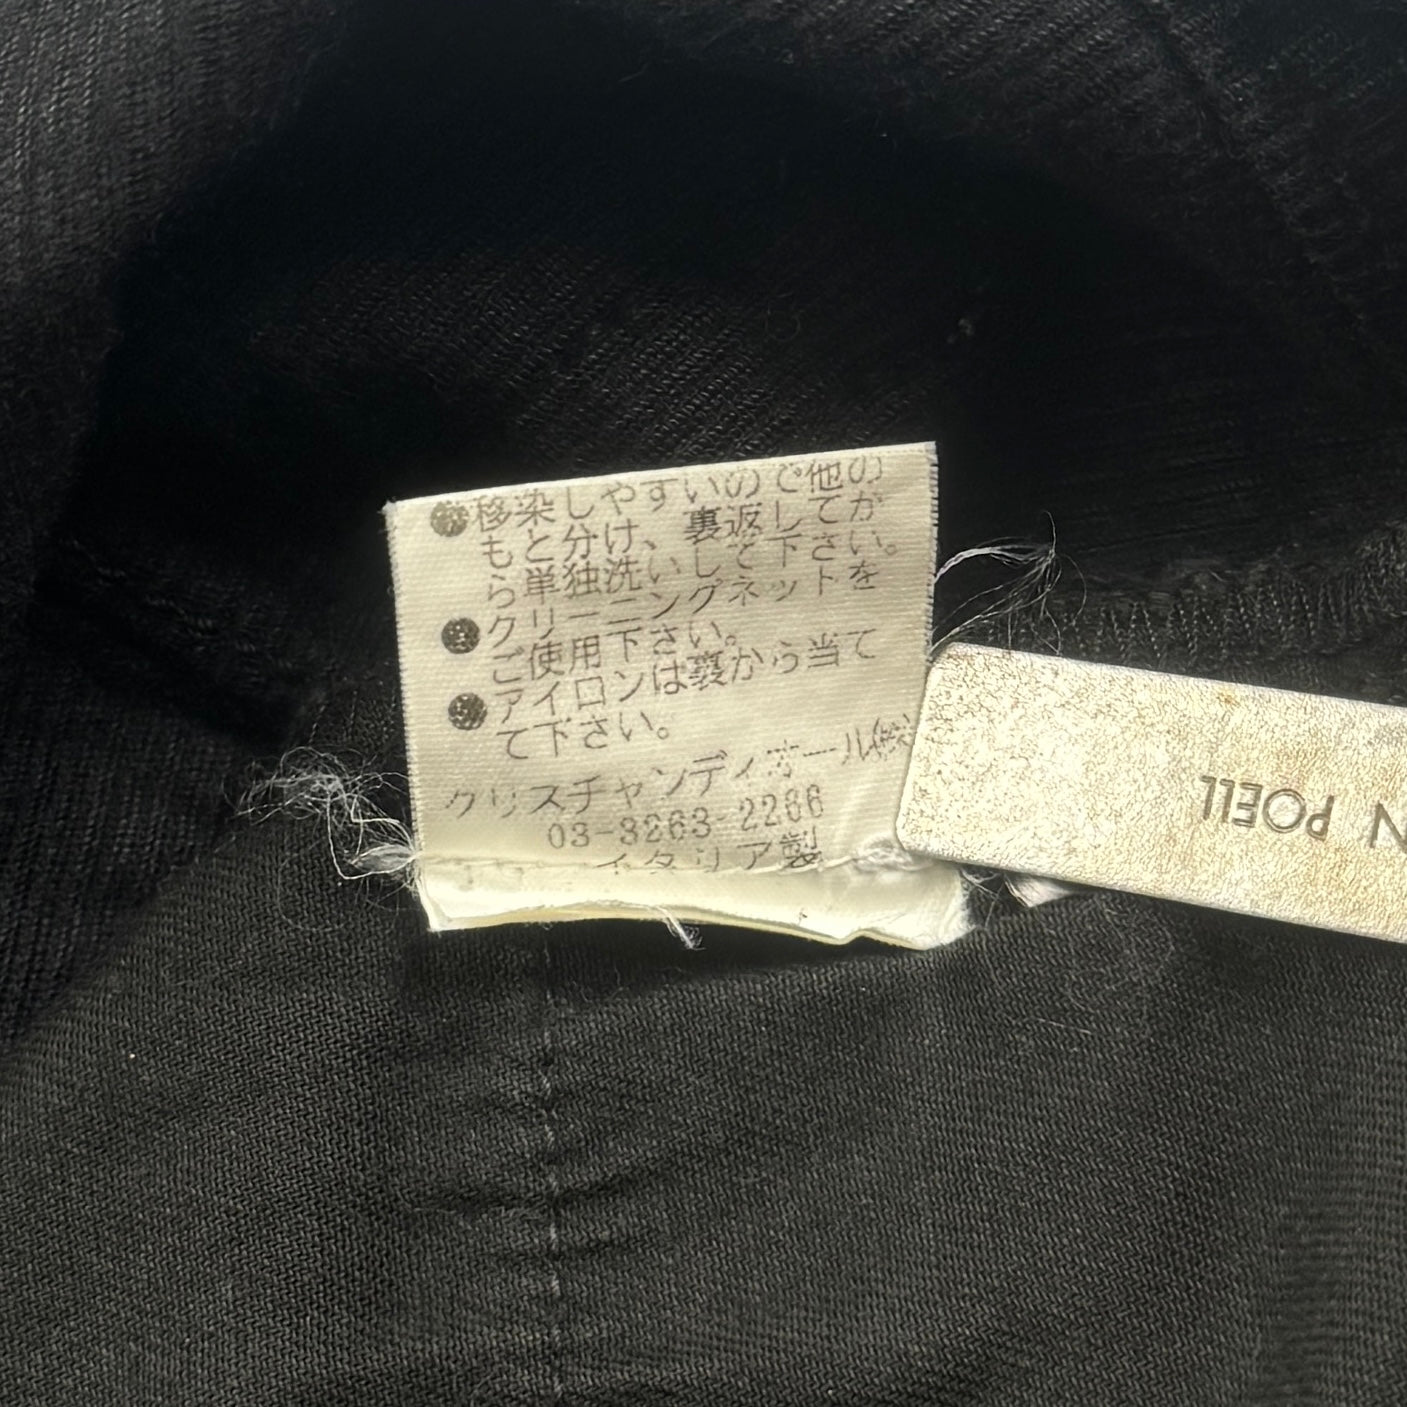 ●移染しやすいので他の
もと分け、裏返してが
ら単独洗いして下さい。
●クリーニングネットを
ご使用下さい。
●アイロンは裏から当て
て下さい。
クリスチャンディオール㈱
03-3263-2266
イタリア製
N POELL